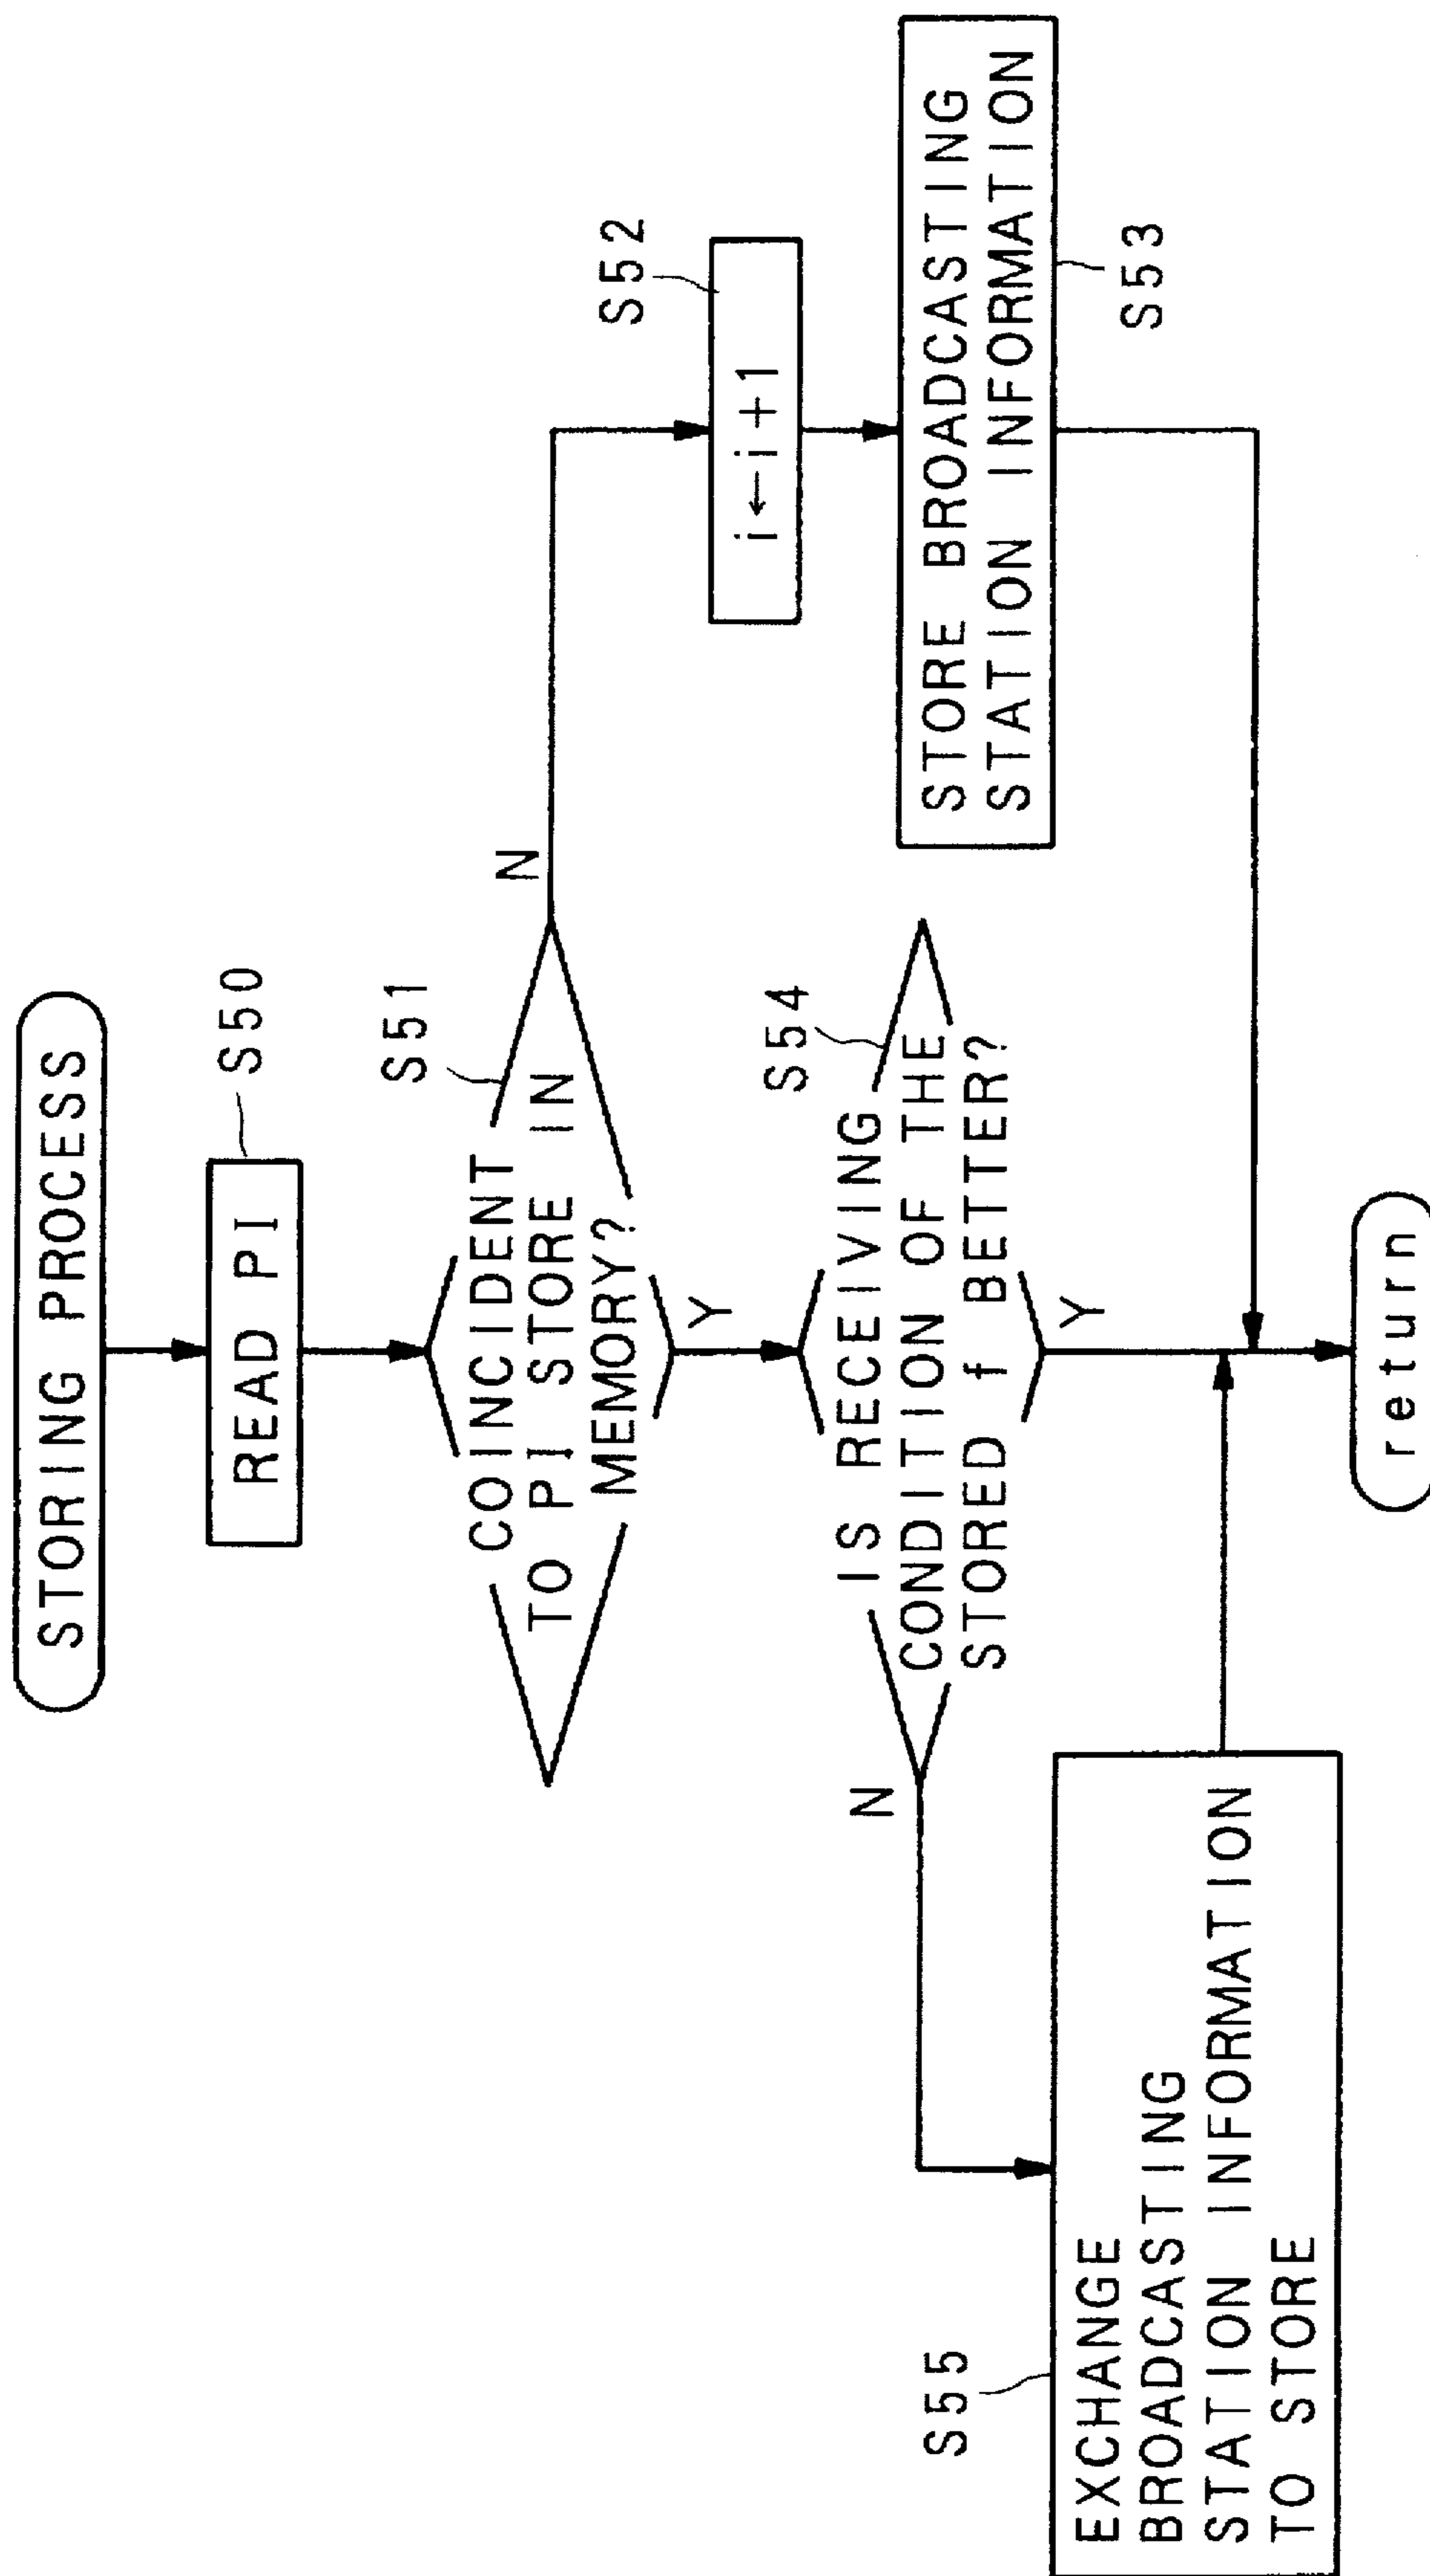 STORING PROCESS
READ PI
S50
COINCIDENT
TO PI STORE IN
MEMORY?
S51
N
Y
i←i+1
S52
STORE BROADCASTING
STATION INFORMATION
S53
IS RECEIVING
CONDITION OF THE
STORED f BETTER?
S54
N
Y
S55
EXCHANGE
BROADCASTING
STATION INFORMATION
TO STORE
return